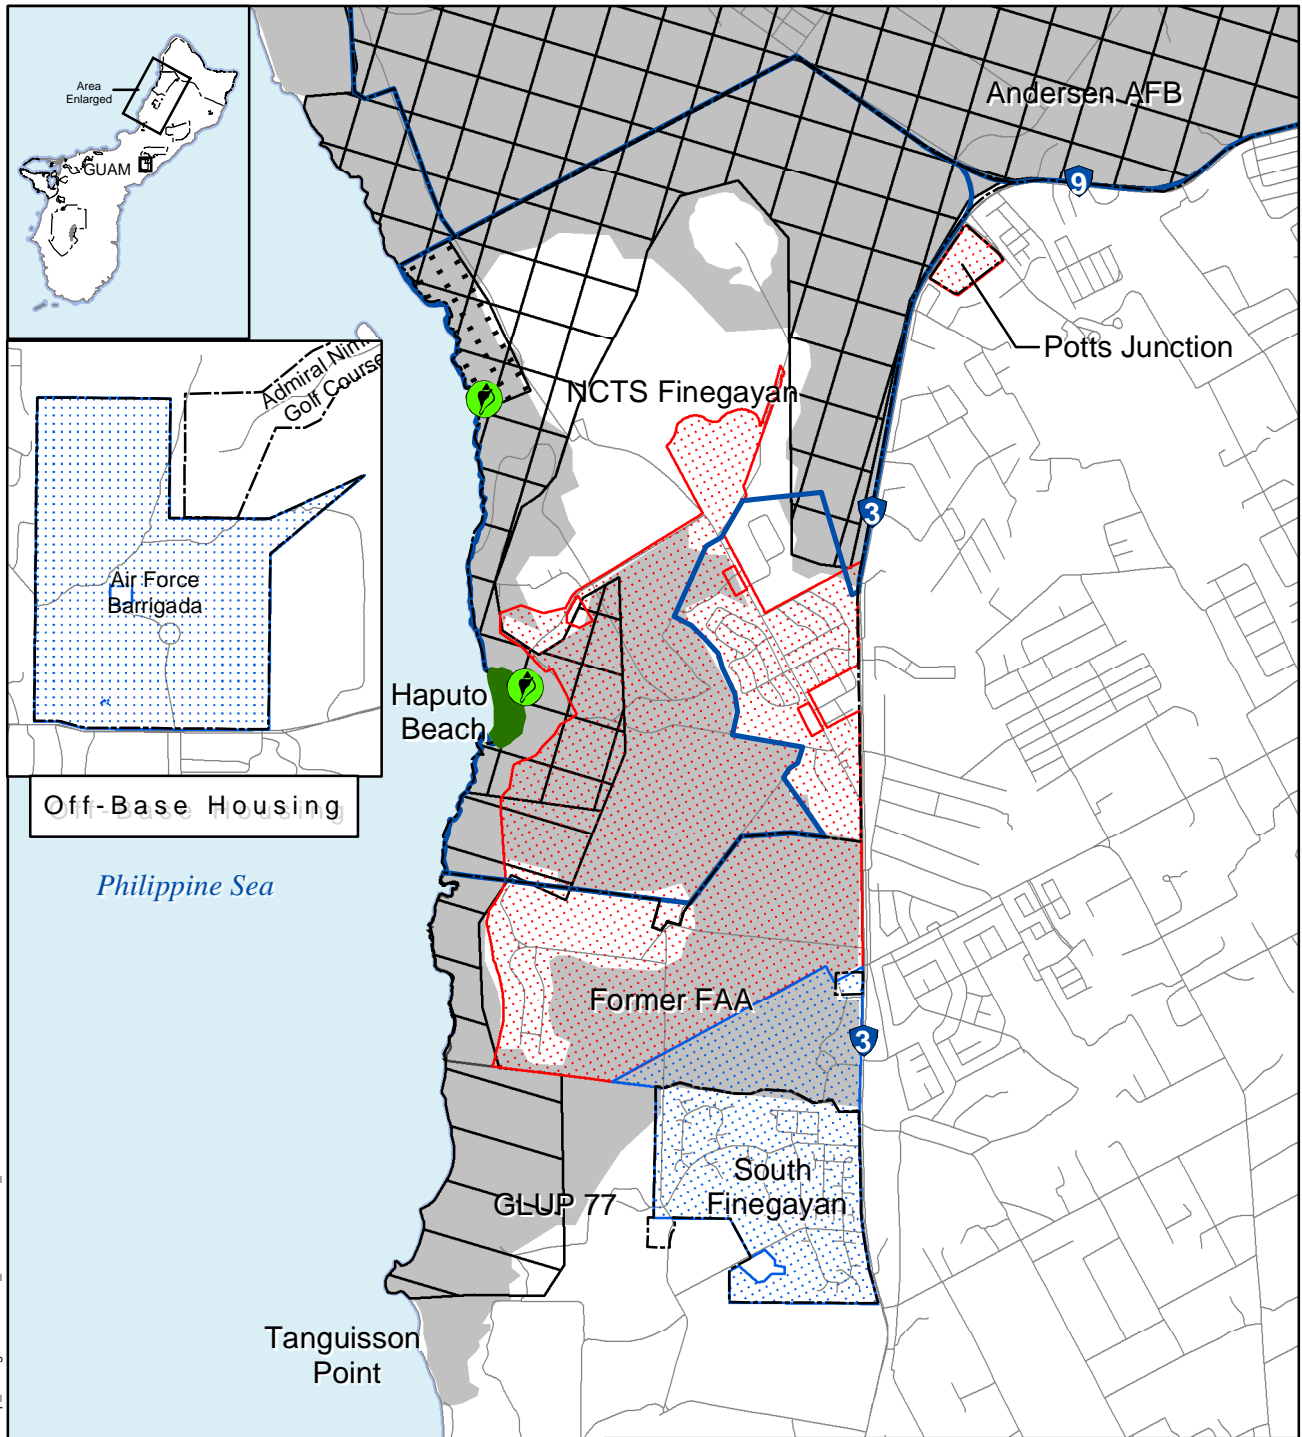 Area
Enlarged
GUAM
Andersen AFB
9
Potts Junction
Admiral
Golf Course
NCTS Finegayan
3
Air Force
Barrigada
Haputo
Beach
Off-Base Housing
Philippine Sea
Former FAA
3
South
Finegayan
GLUP 77
Tanguisson
Point